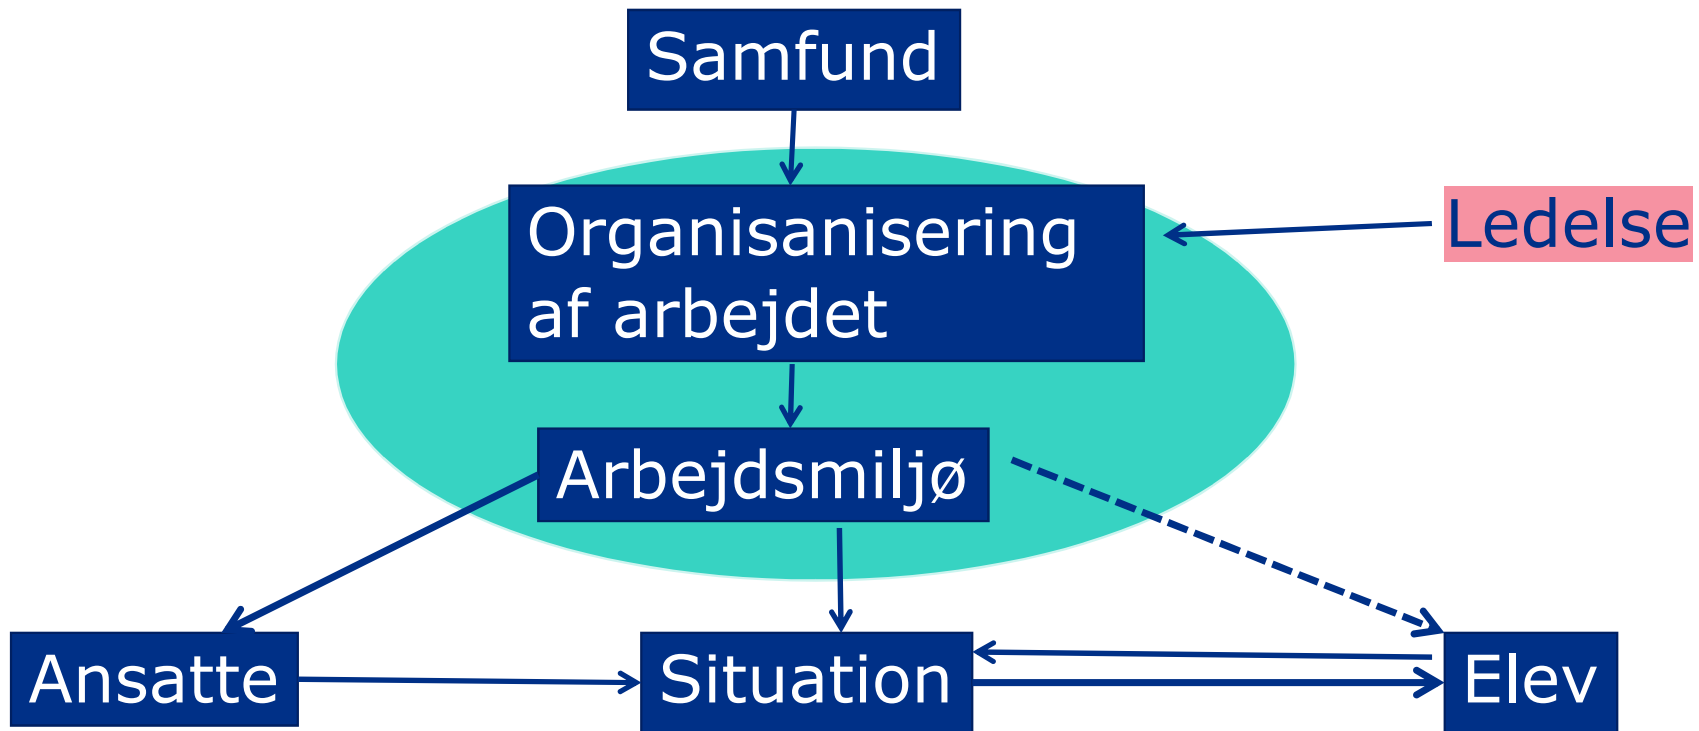 Samfund
Organisanisering
af arbejdet
Ledelse
Arbejdsmiljø
Ansatte
Situation
Elev